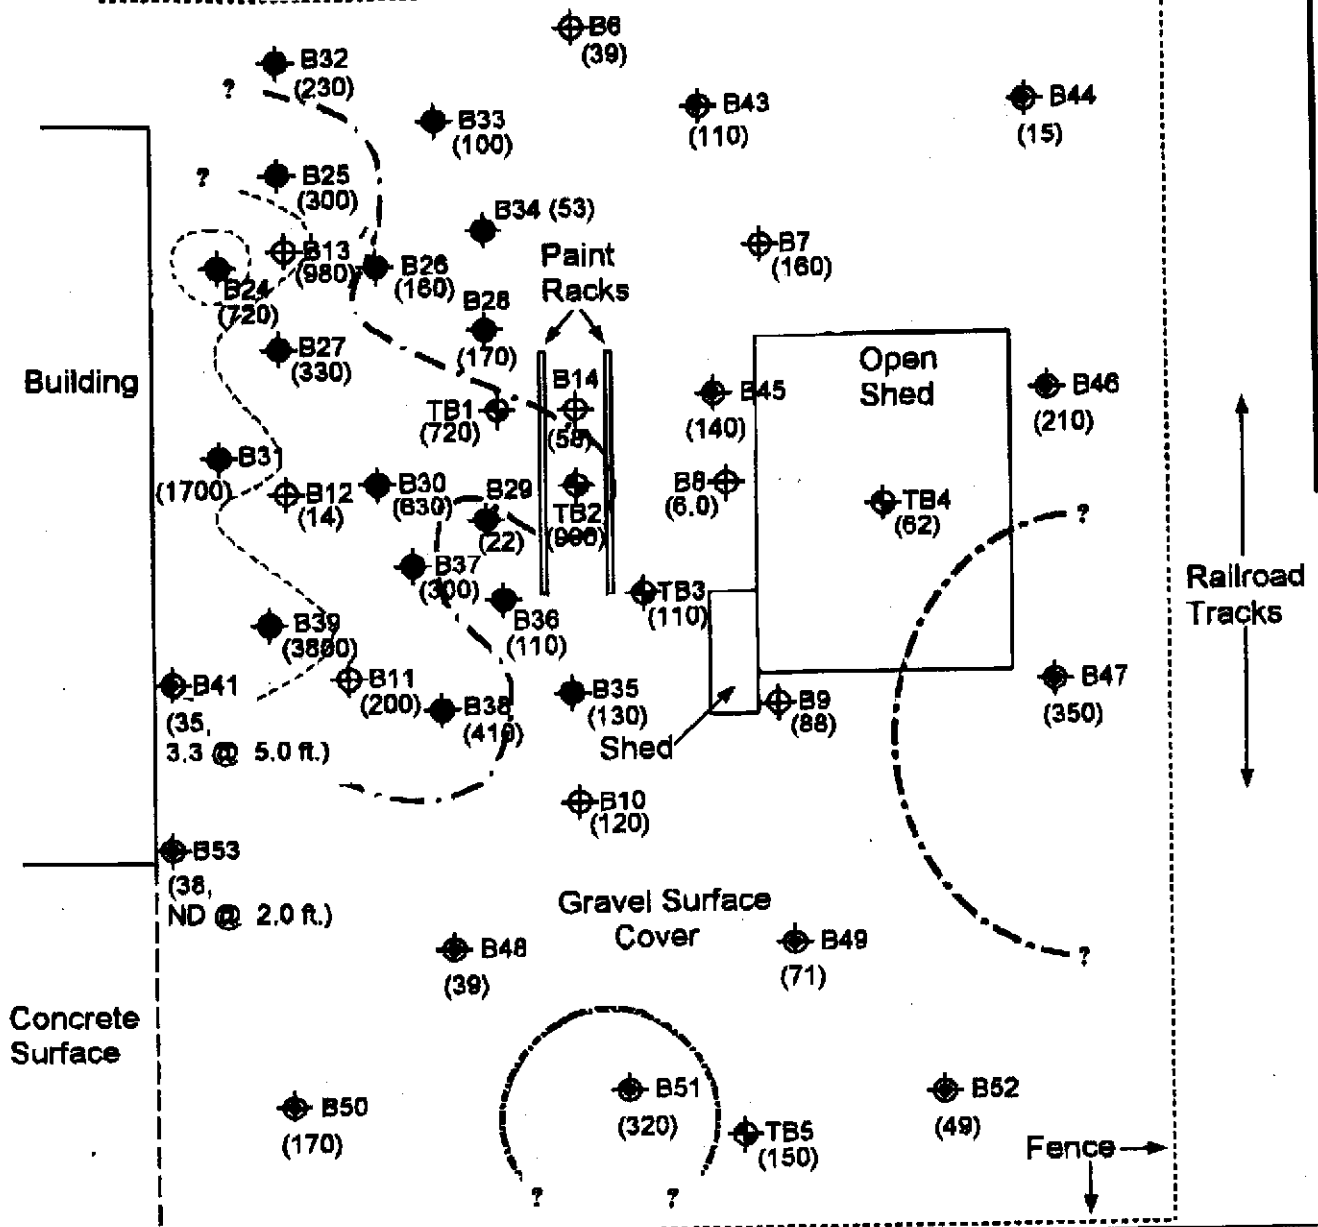 B6
(39)
B32
(230)
?
B43
(110)
B44
(15)
B33
(100)
?
B25
(300)
B34 (53)
B7
(160)
B13
(980)
Paint
Racks
B26
(160)
B24
(720)
B28
(170)
B27
(330)
Open
Shed
Building
B14
(58)
B45
(140)
B46
(210)
TB1
(720)
B31
(1700)
B12
(14)
B30
(630)
B29
(22)
TB2
B8
(6.0)
TB4
(62)
?
B37
(300)
Railroad
Tracks
TB3
(110)
B36
(110)
B39
(3800)
B41
(35,
3.3 @ 5.0 ft.)
B11
(200)
B38
(410)
B35
(130)
B9
(88)
B47
(350)
Shed
B10
(120)
B53
(38,
ND @ 2.0 ft.)
Gravel Surface
Cover
B48
(39)
B49
(71)
?
Concrete
Surface
B50
(170)
B51
(320)
B52
(49)
TB5
(150)
Fence
?
?